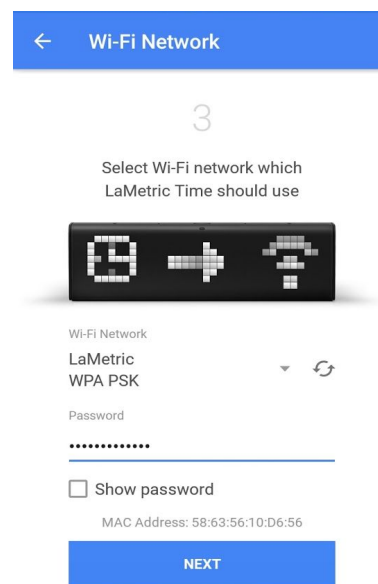 Wi-Fi Network
3
Select Wi-Fi network which
LaMetric Time should use
Wi-Fi Network
LaMetric
WPA PSK
Password
•••••••••••••
Show password
MAC Address: 58:63:56:10:D6:56
NEXT